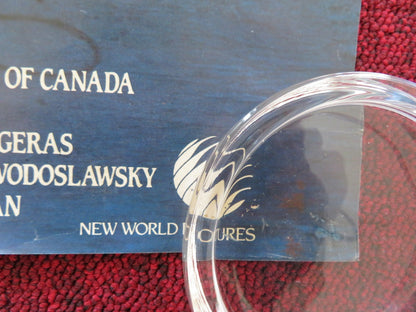 OF CANADA
GERAS
VODOSLAWSKY
AN
NEW WORLD